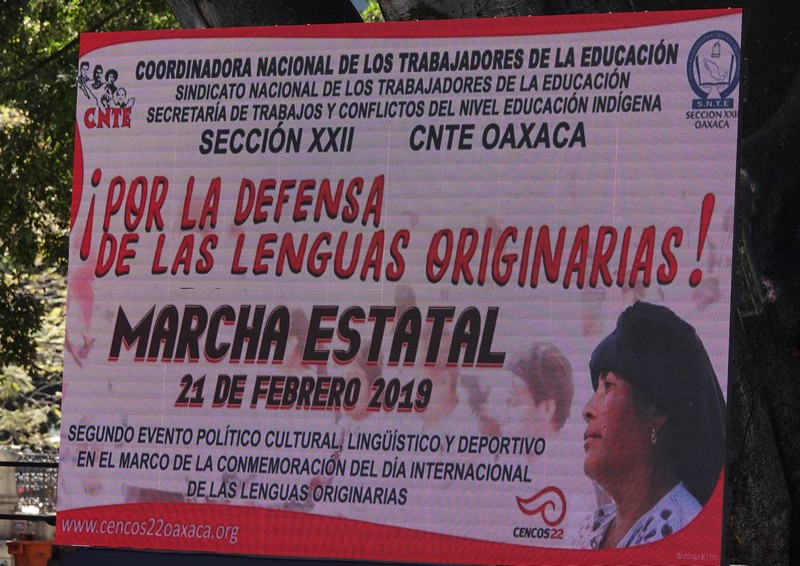 COORDINADORA NACIONAL DE LOS TRABAJADORES DE LA EDUCACIÓN
SINDICATO NACIONAL DE LOS TRABAJADORES DE LA EDUCACIÓN
SECRETARÍA DE TRABAJOS Y CONFLICTOS DEL NIVEL EDUCACIÓN INDÍGENA
SECCIÓN XXII CNTE OAXACA
CNTE
S.N.T.E
SECCIÓN XXII
OAXACA
¡POR LA DEFENSA
DE LAS LENGUAS ORIGINARIAS!
MARCHA ESTATAL
21 DE FEBRERO 2019
SEGUNDO EVENTO POLÍTICO CULTURAL, LINGÜÍSTICO Y DEPORTIVO
EN EL MARCO DE LA CONMEMORACIÓN DEL DÍA INTERNACIONAL
DE LAS LENGUAS ORIGINARIAS
CENCOS22
www.cencos22oaxaca.org